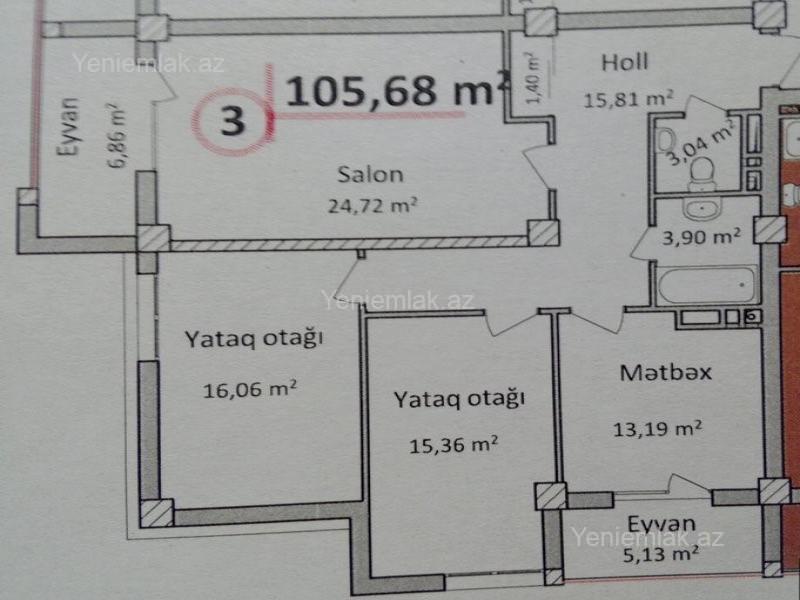 Yeniemlak.az
Eyvan
6,86 m²
3
105,68 m²
1,40 m²
Holl
15,81 m²
3,04 m²
Salon
24,72 m²
3,90 m²
Yeniemlak.az
Yataq otağı
16,06 m²
Yataq otağı
15,36 m²
Mətbəx
13,19 m²
Eyvan
Yeniemlak.az
5,13 m²